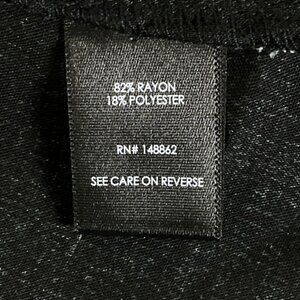 82% RAYON
18% POLYESTER
RN# 148862
SEE CARE ON REVERSE